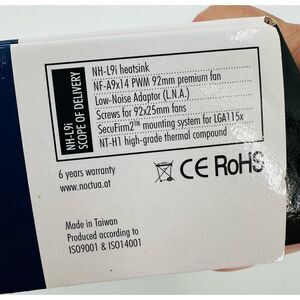 NH-L9i
SCOPE OF DELIVERY
NH-L9i heatsink
NF-A9x14 PWM 92mm premium fan
Low-Noise Adaptor (L.N.A.)
Screws for 92x25mm fans
SecuFirm2™ mounting system for LGA115x
NT-H1 high-grade thermal compound
6 years warranty
www.noctua.at
CE RoHS
Made in Taiwan
Produced according to
ISO9001 & ISO14001